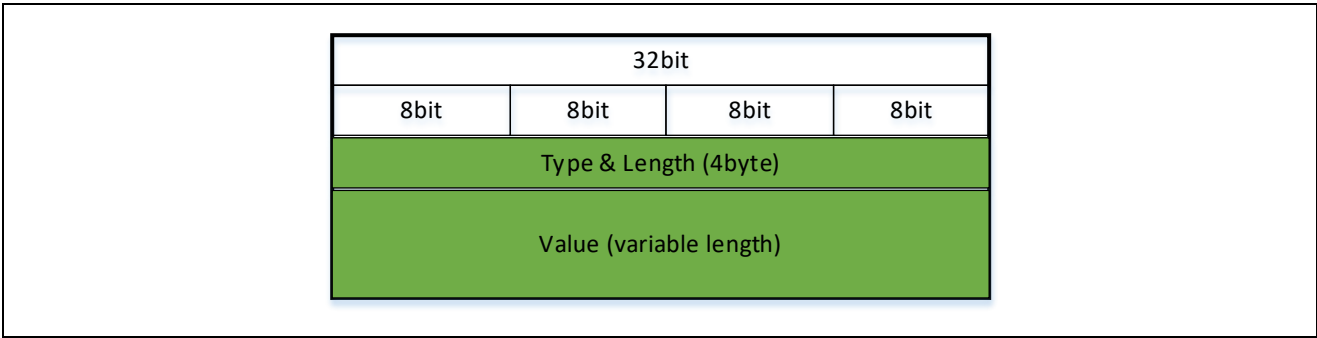 32bit
8bit 8bit 8bit 8bit
Type & Length (4byte)
Value (variable length)